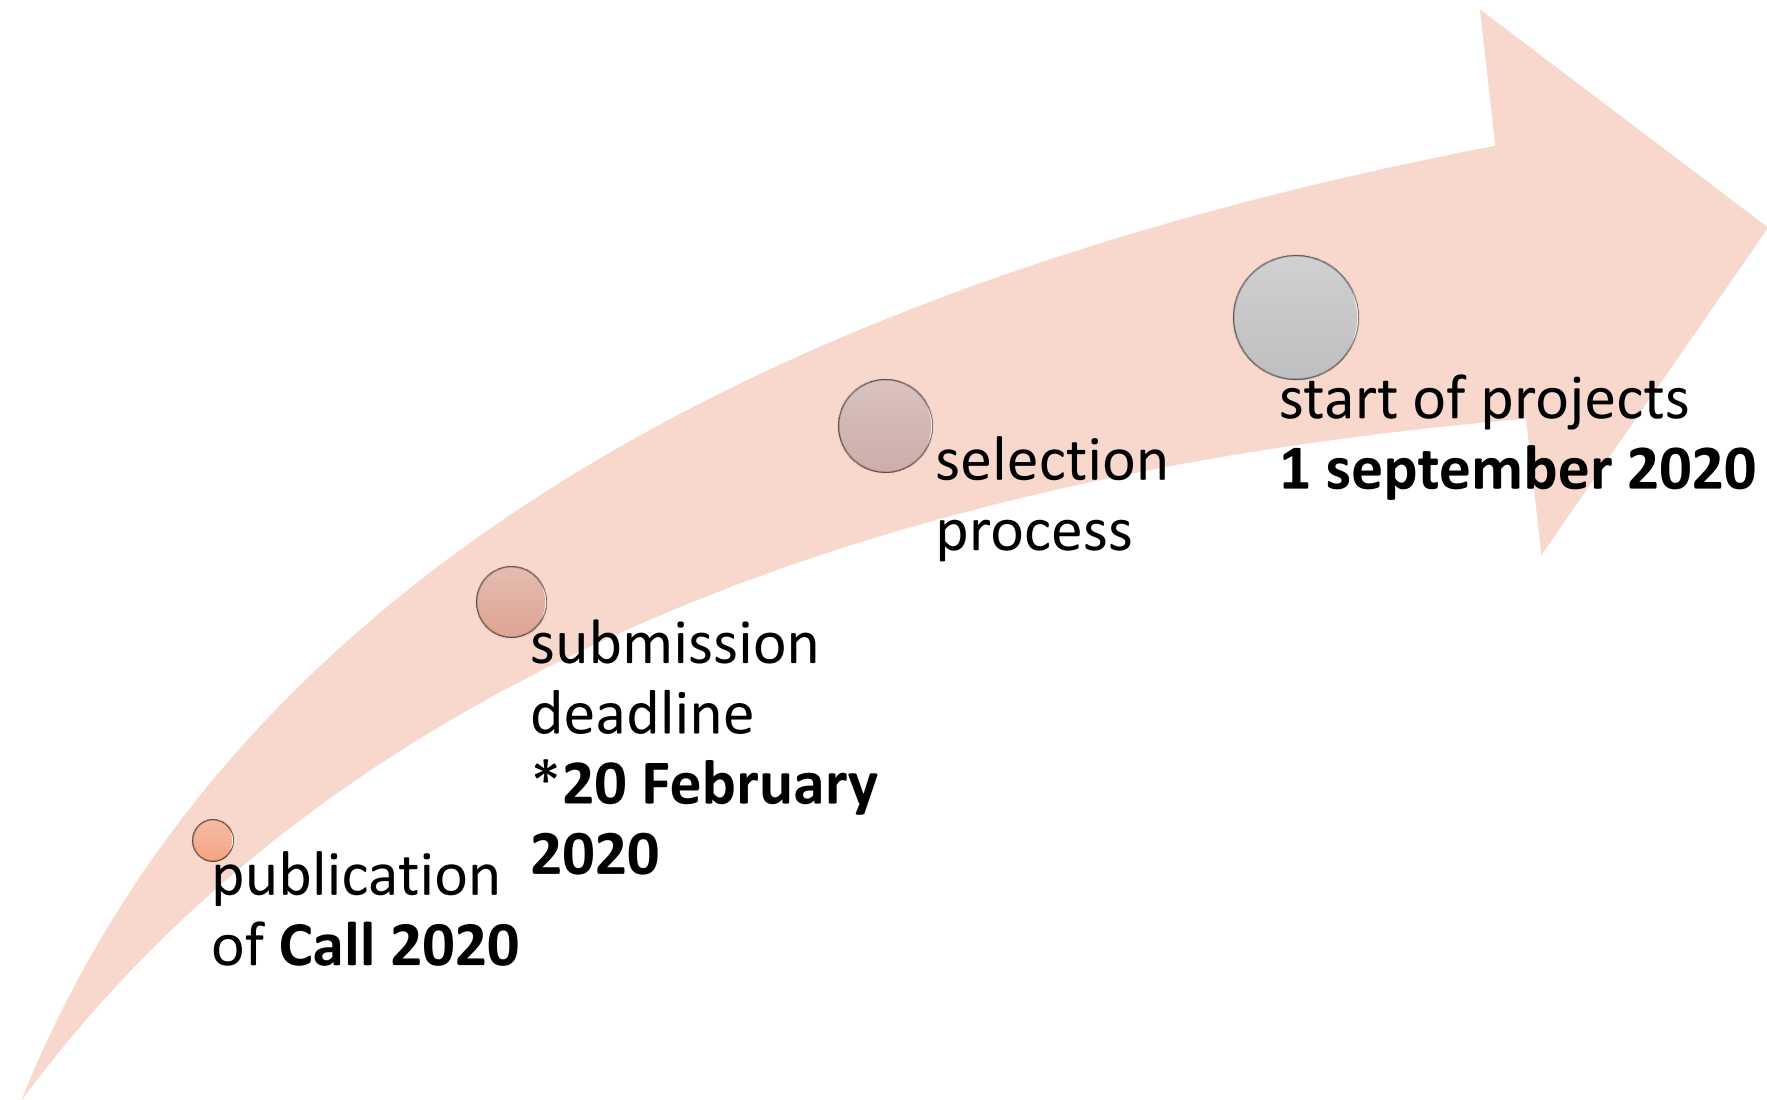 publication
of Call 2020
submission
deadline
*20 February
2020
selection
process
start of projects
1 september 2020